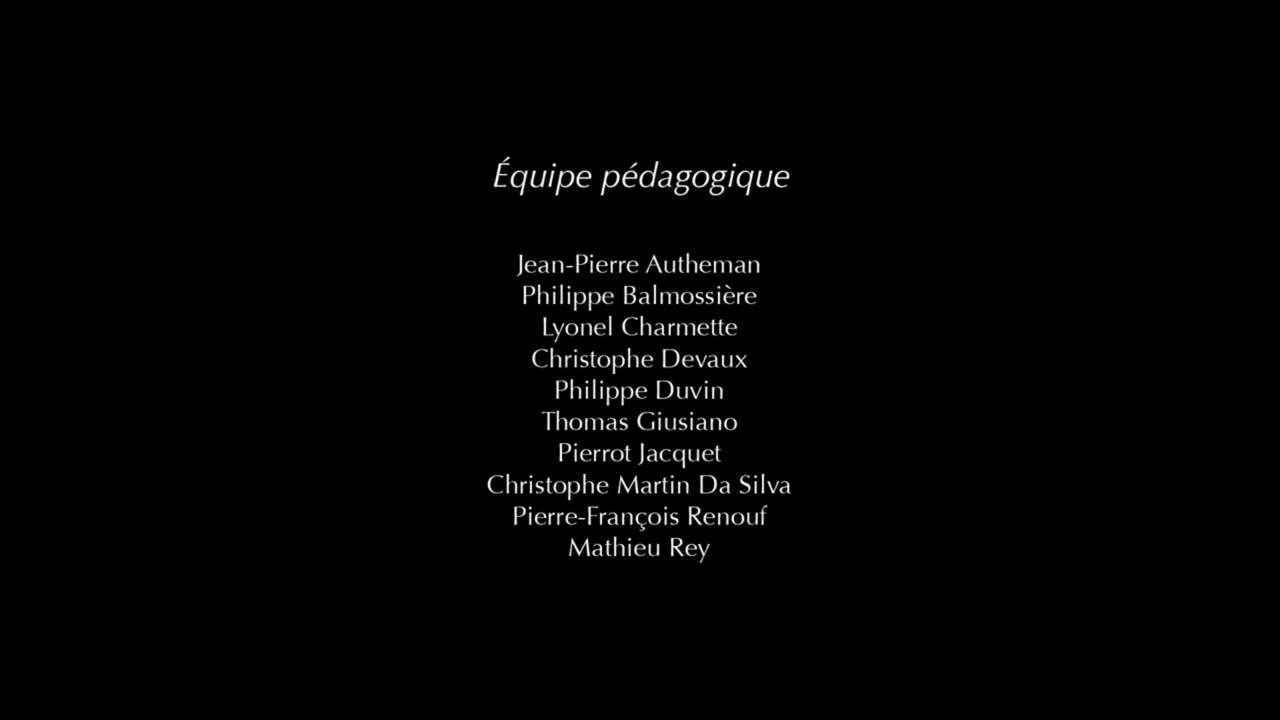 Équipe pédagogique
Jean-Pierre Autheman
Philippe Balmossière
Lyonel Charmette
Christophe Devaux
Philippe Duvin
Thomas Giusiano
Pierrot Jacquet
Christophe Martin Da Silva
Pierre-François Renouf
Mathieu Rey